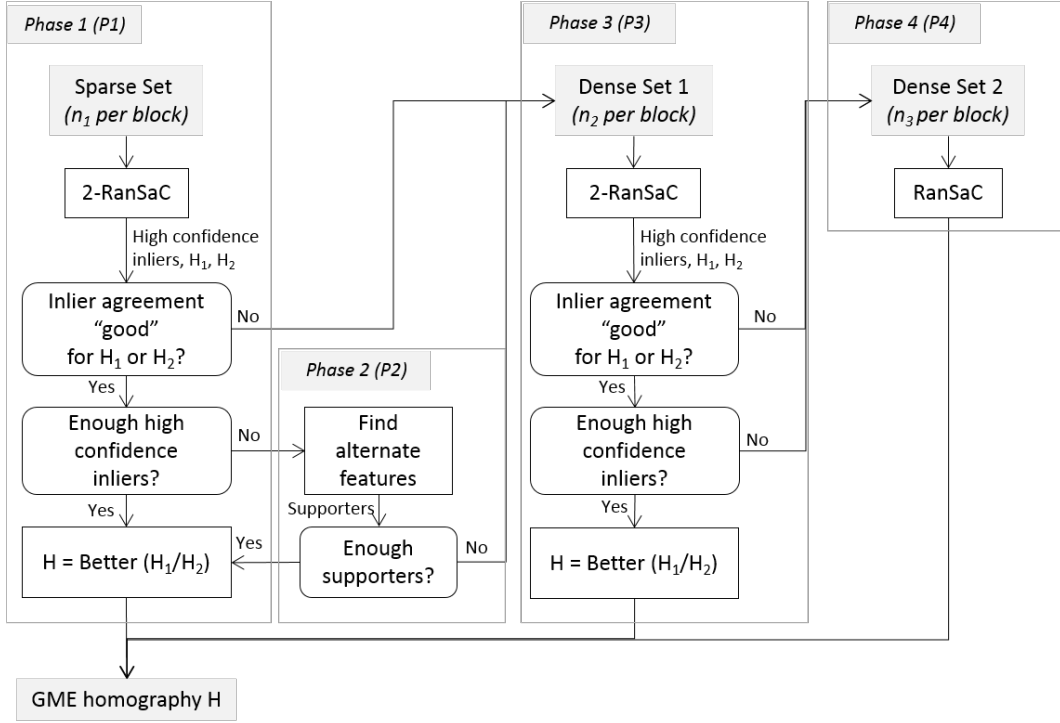 Phase 1 (P1)
Sparse Set
(n₁ per block)
2-RanSaC
High confidence
inliers, H₁, H₂
Inlier agreement
“good”
for H₁ or H₂?
No
Yes
Enough high
confidence
inliers?
No
Yes
H = Better (H₁/H₂)
Phase 2 (P2)
Find
alternate
features
Supporters
Enough
supporters?
Yes
No
Phase 3 (P3)
Dense Set 1
(n₂ per block)
2-RanSaC
High confidence
inliers, H₁, H₂
Inlier agreement
“good”
for H₁ or H₂?
No
Yes
Enough high
confidence
inliers?
No
Yes
H = Better (H₁/H₂)
Phase 4 (P4)
Dense Set 2
(n₃ per block)
RanSaC
GME homography H